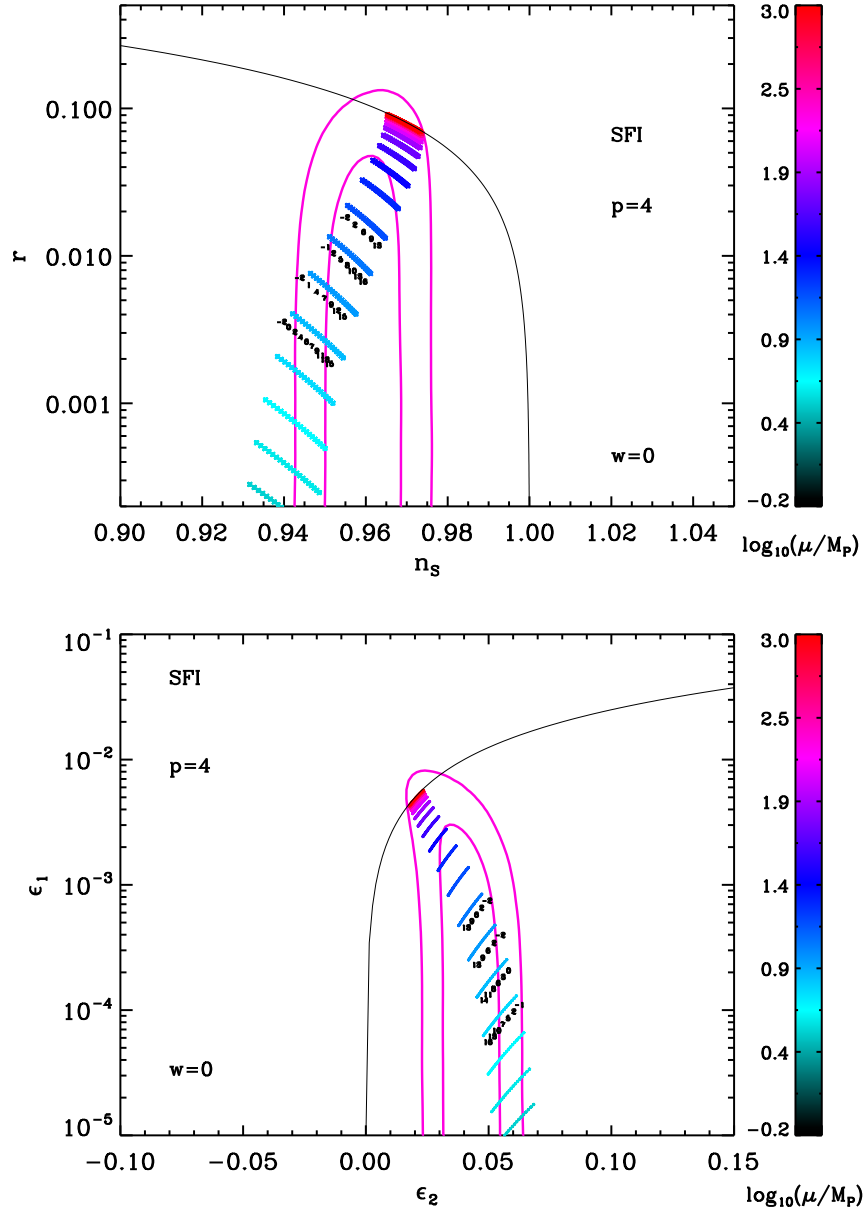 3.0
0.100
2.5
SFI
p=4
1.9
r
0.010
1.4
0.9
0.001
0.4
w=0
-0.2
0.90 0.92 0.94 0.96 0.98 1.00 1.02 1.04
n_S
log₁₀(μ/M_P)
10⁻¹
3.0
SFI
2.5
10⁻²
p=4
1.9
ϵ₁
10⁻³
1.4
0.9
10⁻⁴
w=0
0.4
10⁻⁵
-0.2
-0.10 -0.05 0.00 0.05 0.10 0.15
ϵ₂
log₁₀(μ/M_P)